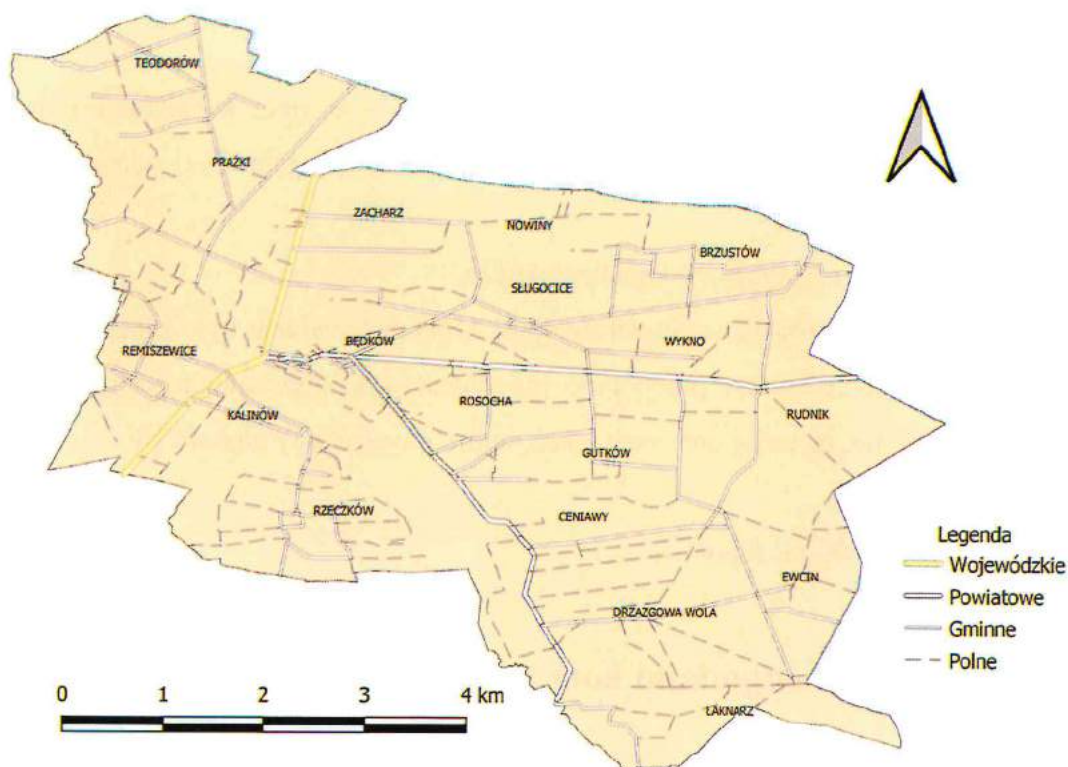 TEODORÓW
PRAŻKI
ZACHARZ
NOWINY
BRZUSTÓW
SŁUGOCICE
BĘDKÓW
WYKNO
REMISZEWICE
ROSOCHA
KALINÓW
RUDNIK
GUTKÓW
RZECZKÓW
CENIAWY
EWCIN
DRZAZGOWA WOLA
ŁAKNARZ
Legenda
Wojewódzkie
Powiatowe
Gminne
Polne
0 1 2 3 4 km